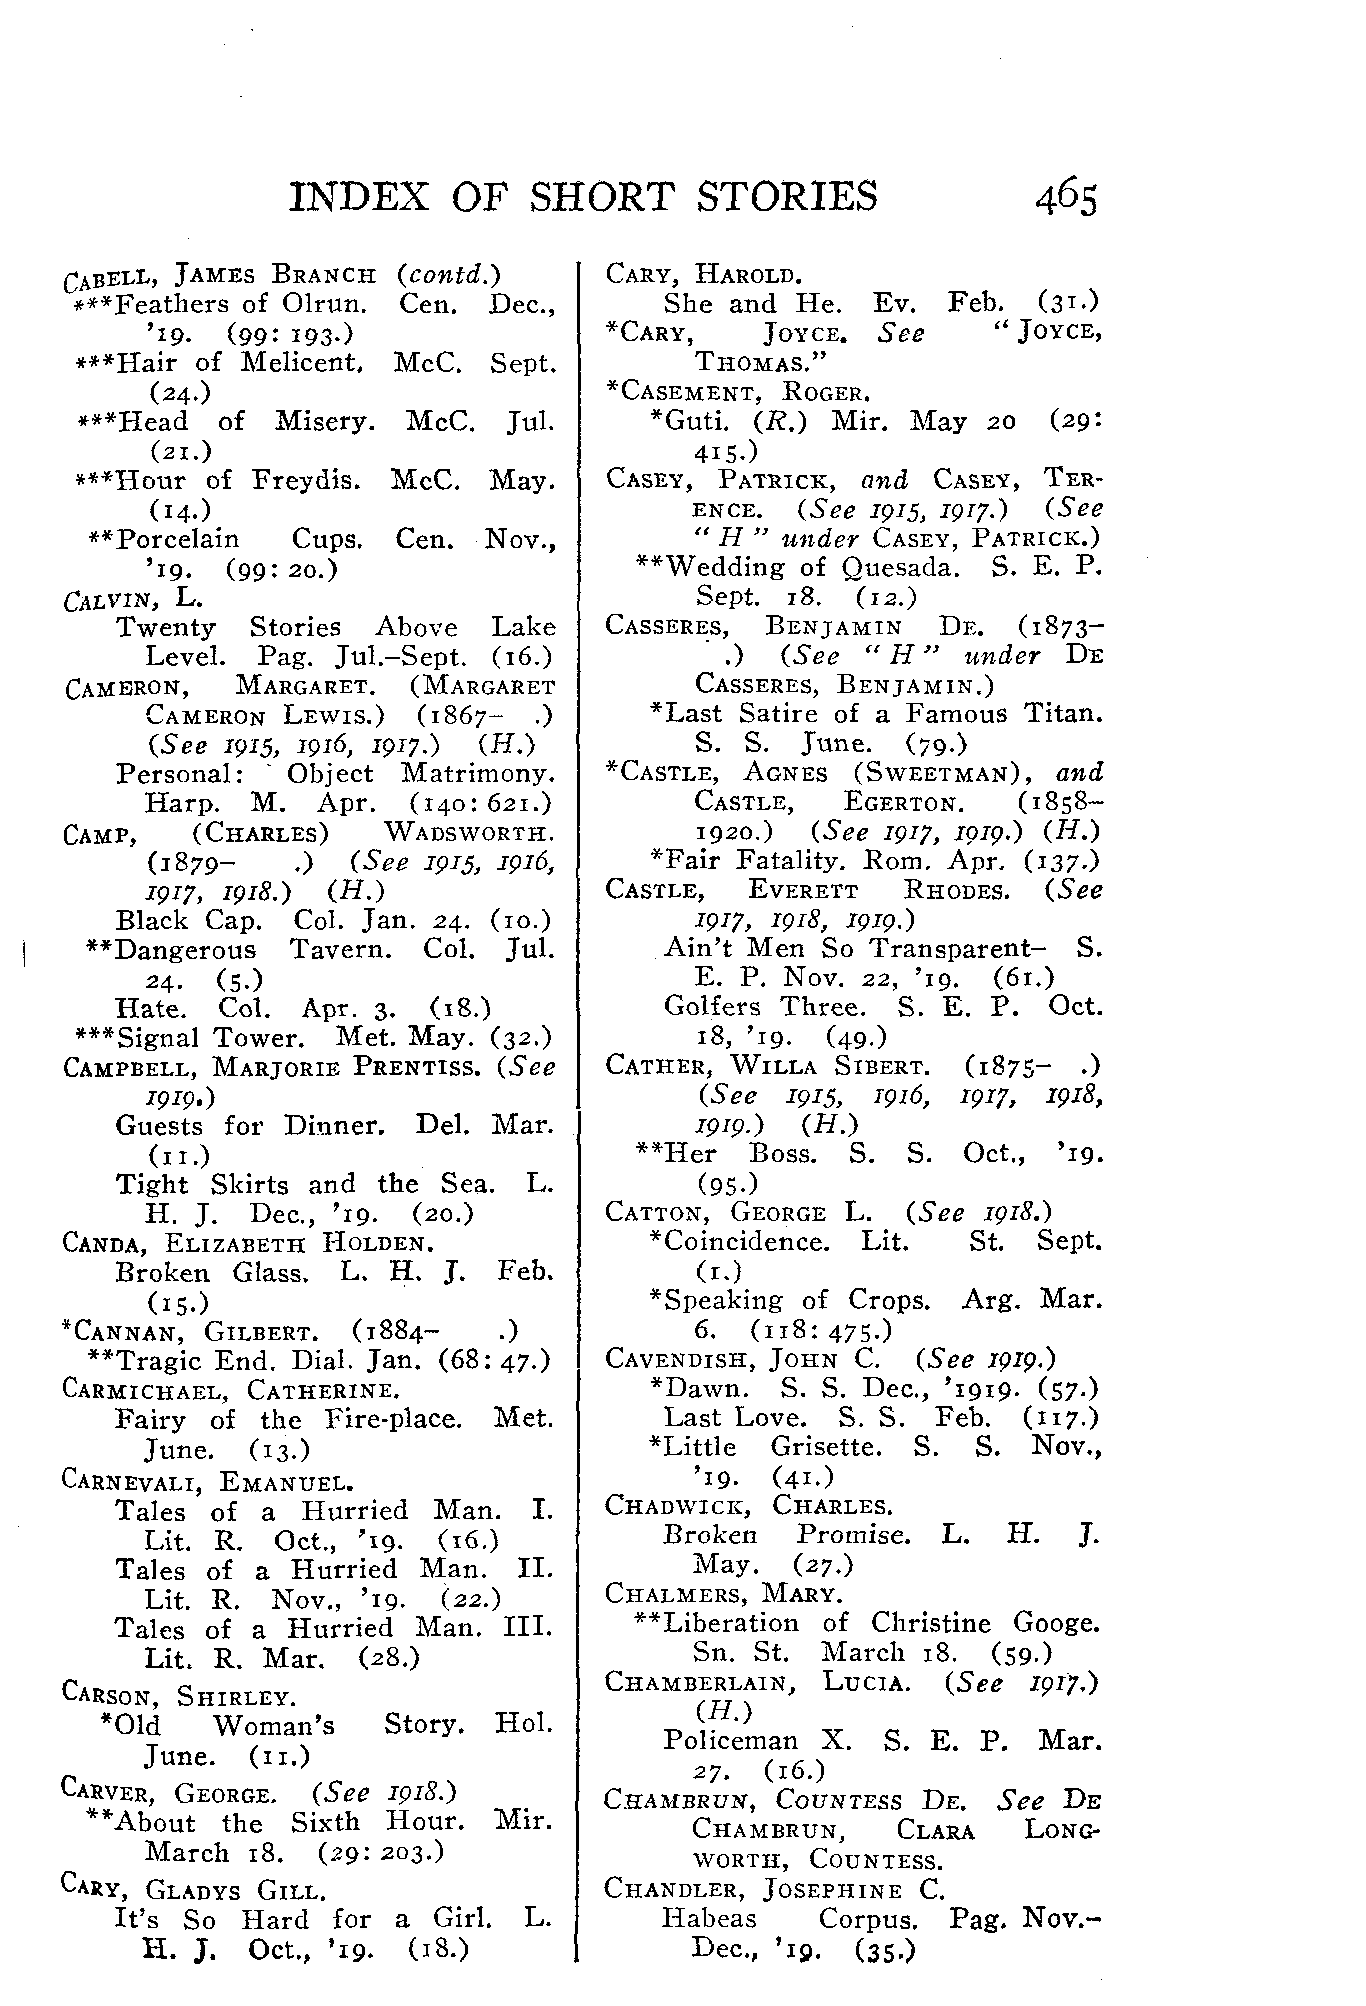 INDEX OF SHORT STORIES 465
CABELL, JAMES BRANCH (contd.)
***Feathers of Olrun. Cen. Dec.,
'19. (99: 193.)
***Hair of Melicent. McC. Sept.
(24.)
***Head of Misery. McC. Jul.
(21.)
***Hour of Freydis. McC. May.
(14.)
**Porcelain Cups. Cen. Nov.,
'19. (99: 20.)
CALVIN, L.
Twenty Stories Above Lake
Level. Pag. Jul.–Sept. (16.)
CAMERON, MARGARET. (MARGARET
CAMERON LEWIS.) (1867– .)
(See 1915, 1916, 1917.) (H.)
Personal: Object Matrimony.
Harp. M. Apr. (140: 621.)
CAMP, (CHARLES) WADSWORTH.
(1879– .) (See 1915, 1916,
1917, 1918.) (H.)
Black Cap. Col. Jan. 24. (10.)
**Dangerous Tavern. Col. Jul.
24. (5.)
Hate. Col. Apr. 3. (18.)
***Signal Tower. Met. May. (32.)
CAMPBELL, MARJORIE PRENTISS. (See
1919.)
Guests for Dinner. Del. Mar.
(11.)
Tight Skirts and the Sea. L.
H. J. Dec., '19. (20.)
CANDA, ELIZABETH HOLDEN.
Broken Glass. L. H. J. Feb.
(15.)
*CANNAN, GILBERT. (1884– .)
**Tragic End. Dial. Jan. (68: 47.)
CARMICHAEL, CATHERINE.
Fairy of the Fire-place. Met.
June. (13.)
CARNEVALI, EMANUEL.
Tales of a Hurried Man. I.
Lit. R. Oct., '19. (16.)
Tales of a Hurried Man. II.
Lit. R. Nov., '19. (22.)
Tales of a Hurried Man. III.
Lit. R. Mar. (28.)
CARSON, SHIRLEY.
*Old Woman's Story. Hol.
June. (11.)
CARVER, GEORGE. (See 1918.)
**About the Sixth Hour. Mir.
March 18. (29: 203.)
CARY, GLADYS GILL.
It's So Hard for a Girl. L.
H. J. Oct., '19. (18.)
CARY, HAROLD.
She and He. Ev. Feb. (31.)
*CARY, JOYCE. See "JOYCE,
THOMAS."
*CASEMENT, ROGER.
*Guti. (R.) Mir. May 20 (29:
415.)
CASEY, PATRICK, and CASEY, TER-
ENCE. (See 1915, 1917.) (See
"H" under CASEY, PATRICK.)
**Wedding of Quesada. S. E. P.
Sept. 18. (12.)
CASSERES, BENJAMIN DE. (1873–
.) (See "H" under DE
CASSERES, BENJAMIN.)
*Last Satire of a Famous Titan.
S. S. June. (79.)
*CASTLE, AGNES (SWEETMAN), and
CASTLE, EGERTON. (1858–
1920.) (See 1917, 1919.) (H.)
*Fair Fatality. Rom. Apr. (137.)
CASTLE, EVERETT RHODES. (See
1917, 1918, 1919.)
Ain't Men So Transparent– S.
E. P. Nov. 22, '19. (61.)
Golfers Three. S. E. P. Oct.
18, '19. (49.)
CATHER, WILLA SIBERT. (1875– .)
(See 1915, 1916, 1917, 1918,
1919.) (H.)
**Her Boss. S. S. Oct., '19.
(95.)
CATTON, GEORGE L. (See 1918.)
*Coincidence. Lit. St. Sept.
(1.)
*Speaking of Crops. Arg. Mar.
6. (118: 475.)
CAVENDISH, JOHN C. (See 1919.)
*Dawn. S. S. Dec., '1919. (57.)
Last Love. S. S. Feb. (117.)
*Little Grisette. S. S. Nov.,
'19. (41.)
CHADWICK, CHARLES.
Broken Promise. L. H. J.
May. (27.)
CHALMERS, MARY.
**Liberation of Christine Googe.
Sn. St. March 18. (59.)
CHAMBERLAIN, LUCIA. (See 1917.)
(H.)
Policeman X. S. E. P. Mar.
27. (16.)
CHAMBRUN, COUNTESS DE. See DE
CHAMBRUN, CLARA LONG-
WORTH, COUNTESS.
CHANDLER, JOSEPHINE C.
Habeas Corpus. Pag. Nov.–
Dec., '19. (35.)